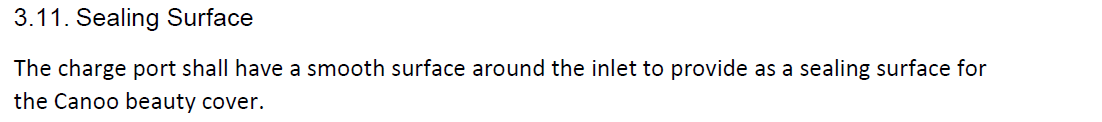 3.11. Sealing Surface
The charge port shall have a smooth surface around the inlet to provide as a sealing surface for
the Canoo beauty cover.